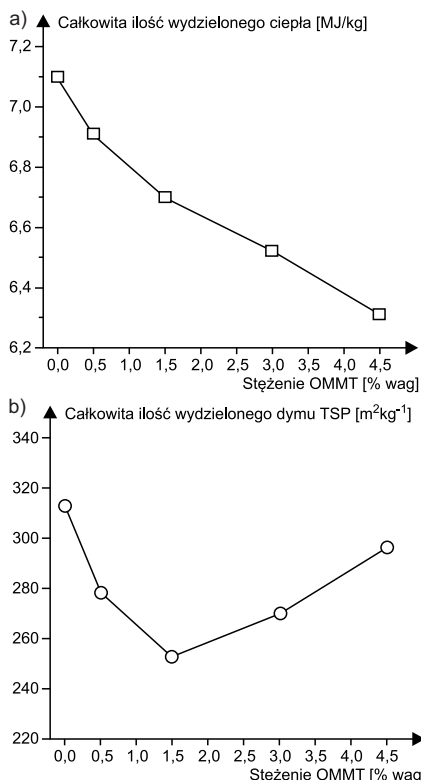 a) Całkowita ilość wydzielonego ciepła [MJ/kg]
7,2
7,0
6,8
6,6
6,4
6,2
0,0 0,5 1,0 1,5 2,0 2,5 3,0 3,5 4,0 4,5
Stężenie OMMT [% wag]
b) Całkowita ilość wydzielonego dymu TSP [m²kg⁻¹]
340
320
300
280
260
240
220
0,0 0,5 1,0 1,5 2,0 2,5 3,0 3,5 4,0 4,5
Stężenie OMMT [% wag]